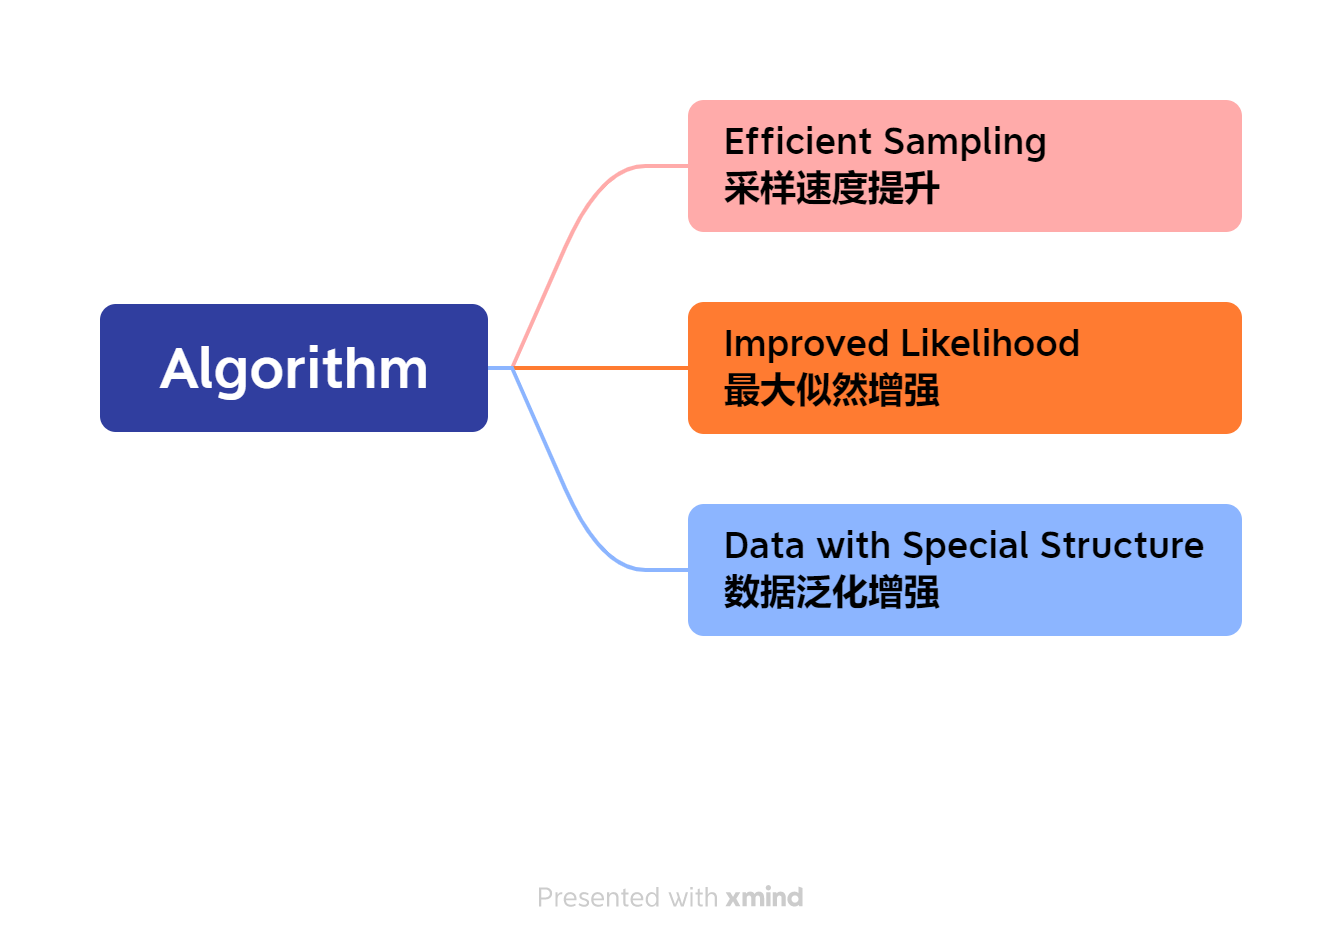 Algorithm
Efficient Sampling
采样速度提升
Improved Likelihood
最大似然增强
Data with Special Structure
数据泛化增强
Presented with xmind